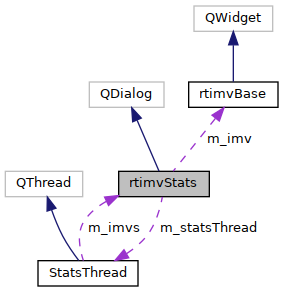 QWidget
QDialog
rtimvBase
m_imv
QThread
rtimvStats
m_imvs
m_statsThread
StatsThread